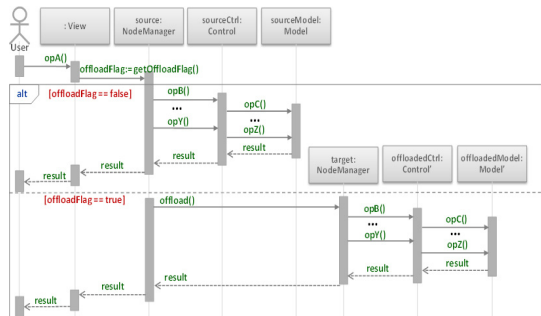 User
: View
source:
NodeManager
sourceCtrl:
Control
sourceModel:
Model
opA()
offloadFlag:=getOffloadFlag()
alt
[offloadFlag == false]
opB()
...
opY()
opC()
...
opZ()
result
result
result
result
target:
NodeManager
offloadedCtrl:
Control'
offloadedModel:
Model'
[offloadFlag == true]
offload()
opB()
...
opY()
opC()
...
opZ()
result
result
result
result
result